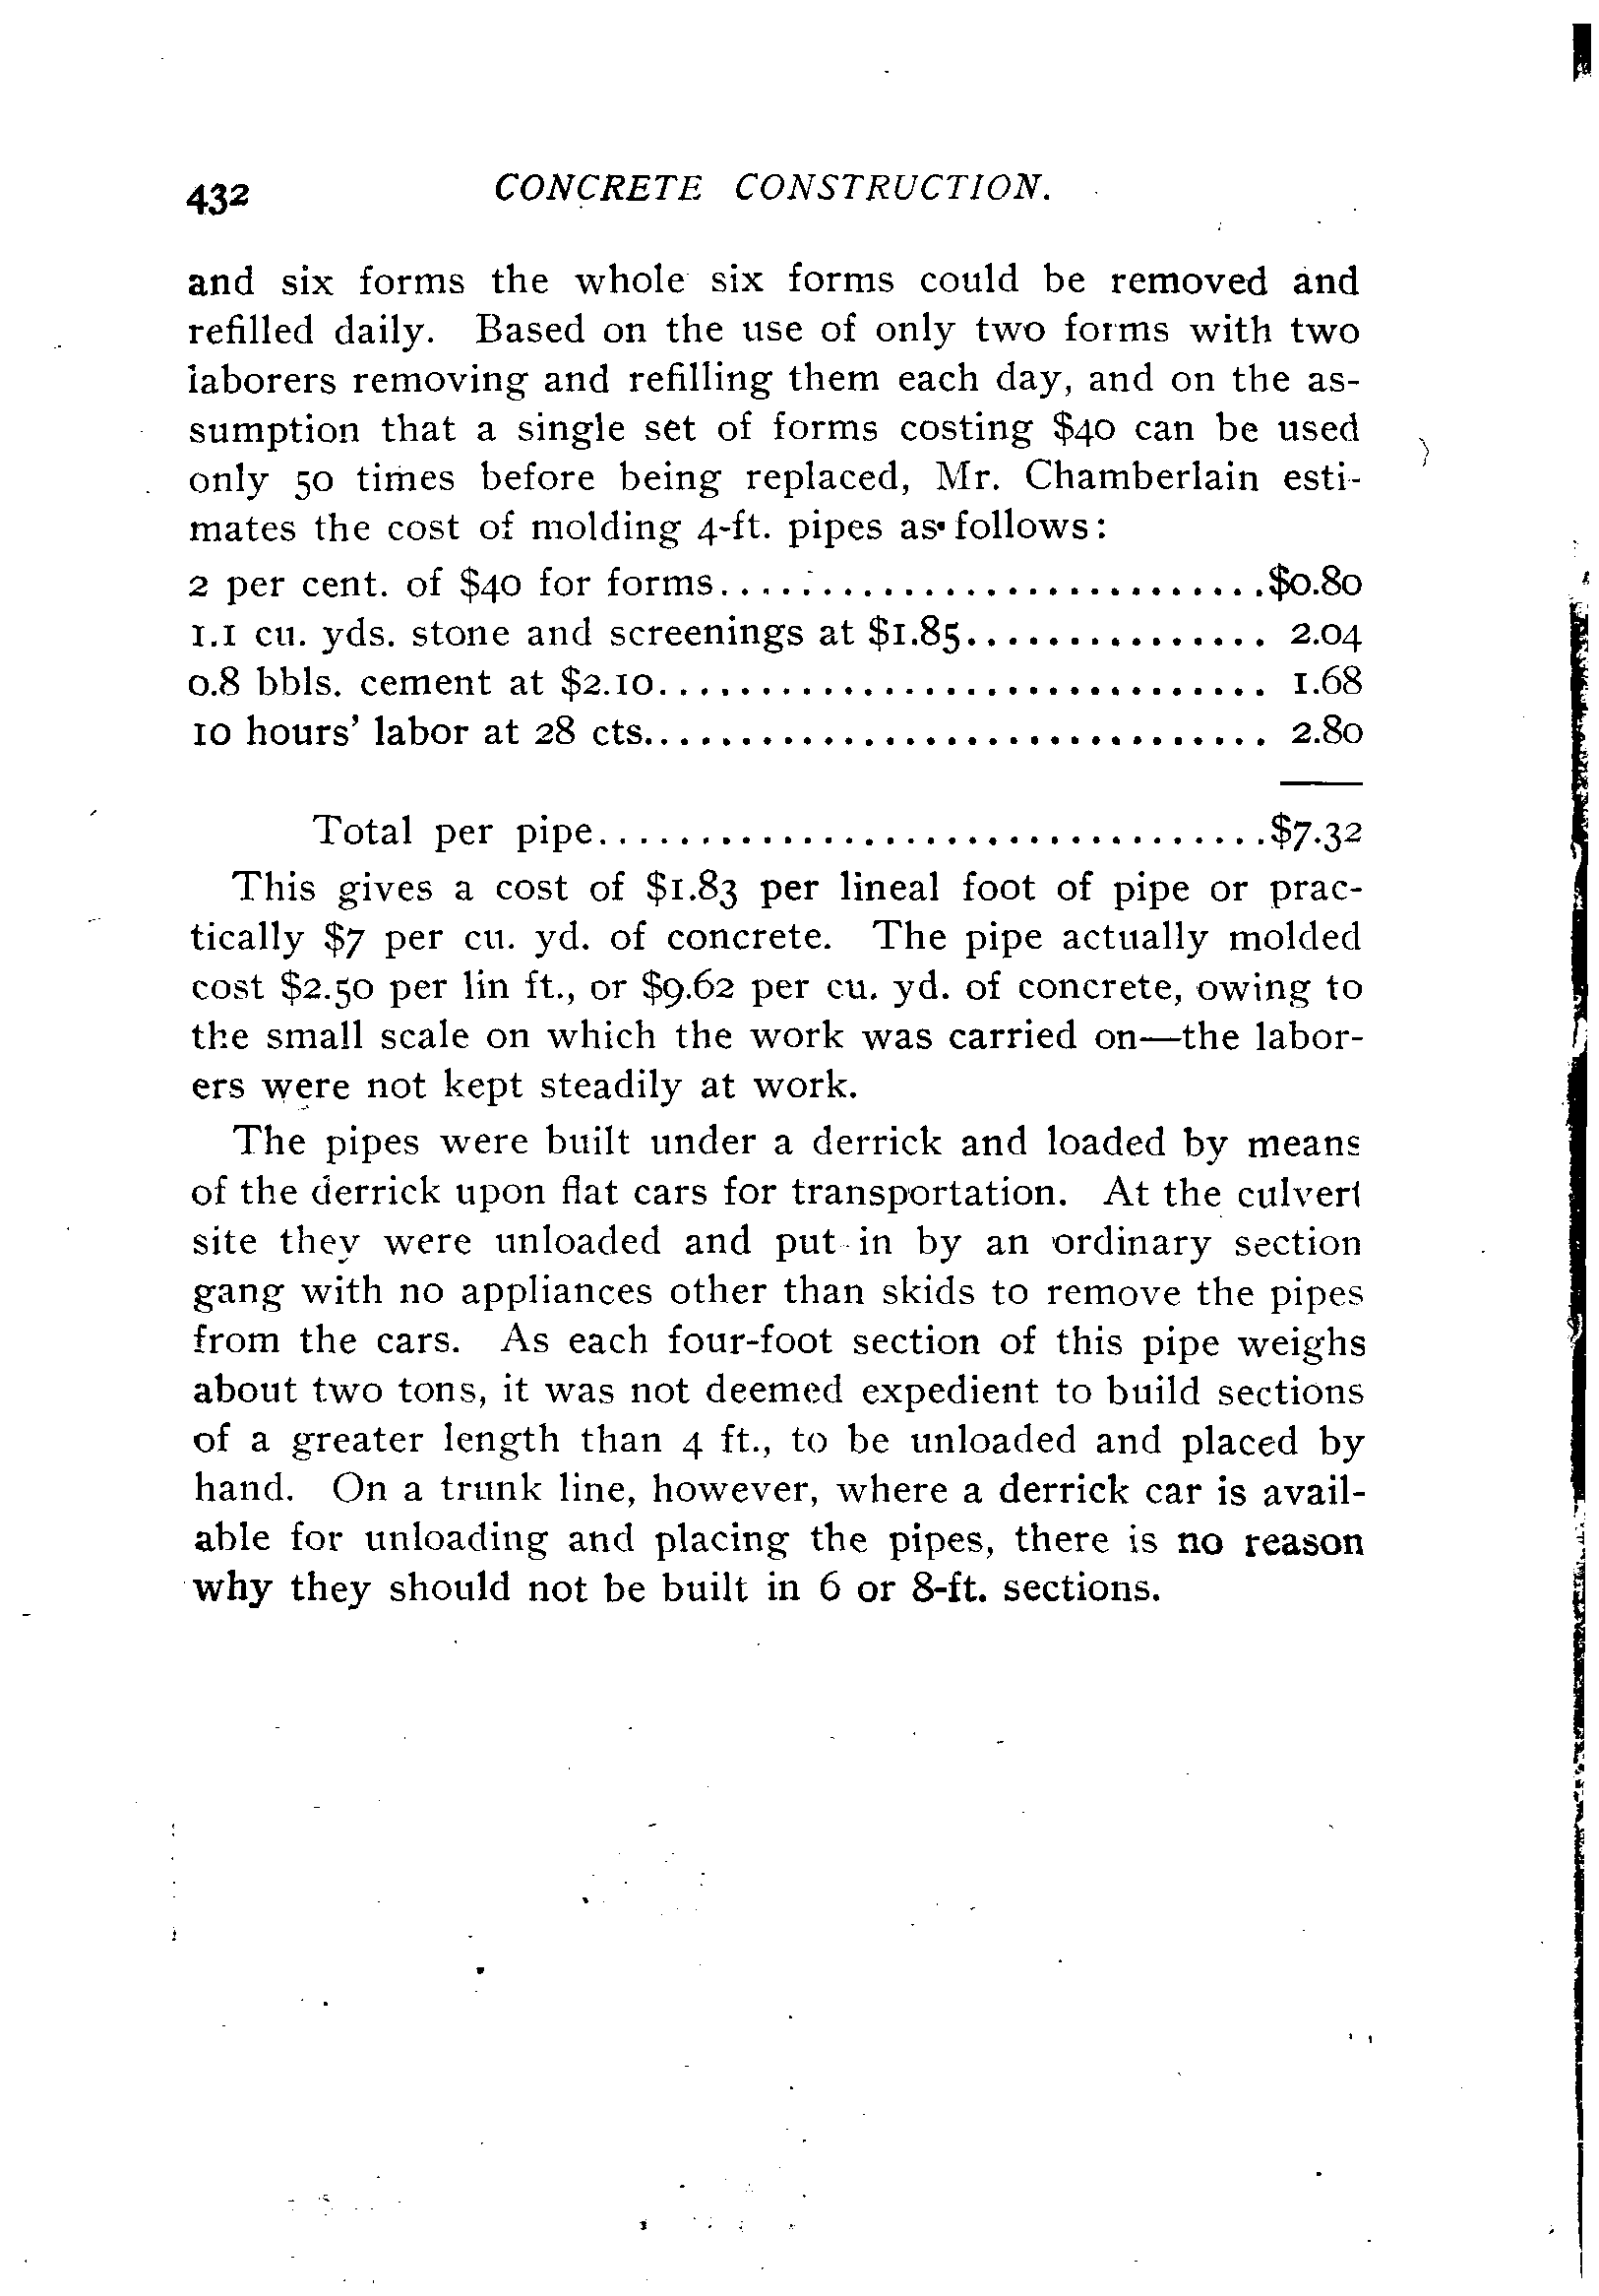 432 CONCRETE CONSTRUCTION.
and six forms the whole six forms could be removed and
refilled daily. Based on the use of only two forms with two
laborers removing and refilling them each day, and on the as-
sumption that a single set of forms costing $40 can be used
only 50 times before being replaced, Mr. Chamberlain esti-
mates the cost of molding 4-ft. pipes as follows:
2 per cent. of $40 for forms...........................$0.80
1.1 cu. yds. stone and screenings at $1.85............... 2.04
0.8 bbls. cement at $2.10.............................. 1.68
10 hours' labor at 28 cts............................... 2.80
Total per pipe.................................$7.32
This gives a cost of $1.83 per lineal foot of pipe or prac-
tically $7 per cu. yd. of concrete. The pipe actually molded
cost $2.50 per lin ft., or $9.62 per cu. yd. of concrete, owing to
the small scale on which the work was carried on—the labor-
ers were not kept steadily at work.
The pipes were built under a derrick and loaded by means
of the derrick upon flat cars for transportation. At the culvert
site they were unloaded and put in by an ordinary section
gang with no appliances other than skids to remove the pipes
from the cars. As each four-foot section of this pipe weighs
about two tons, it was not deemed expedient to build sections
of a greater length than 4 ft., to be unloaded and placed by
hand. On a trunk line, however, where a derrick car is avail-
able for unloading and placing the pipes, there is no reason
why they should not be built in 6 or 8-ft. sections.